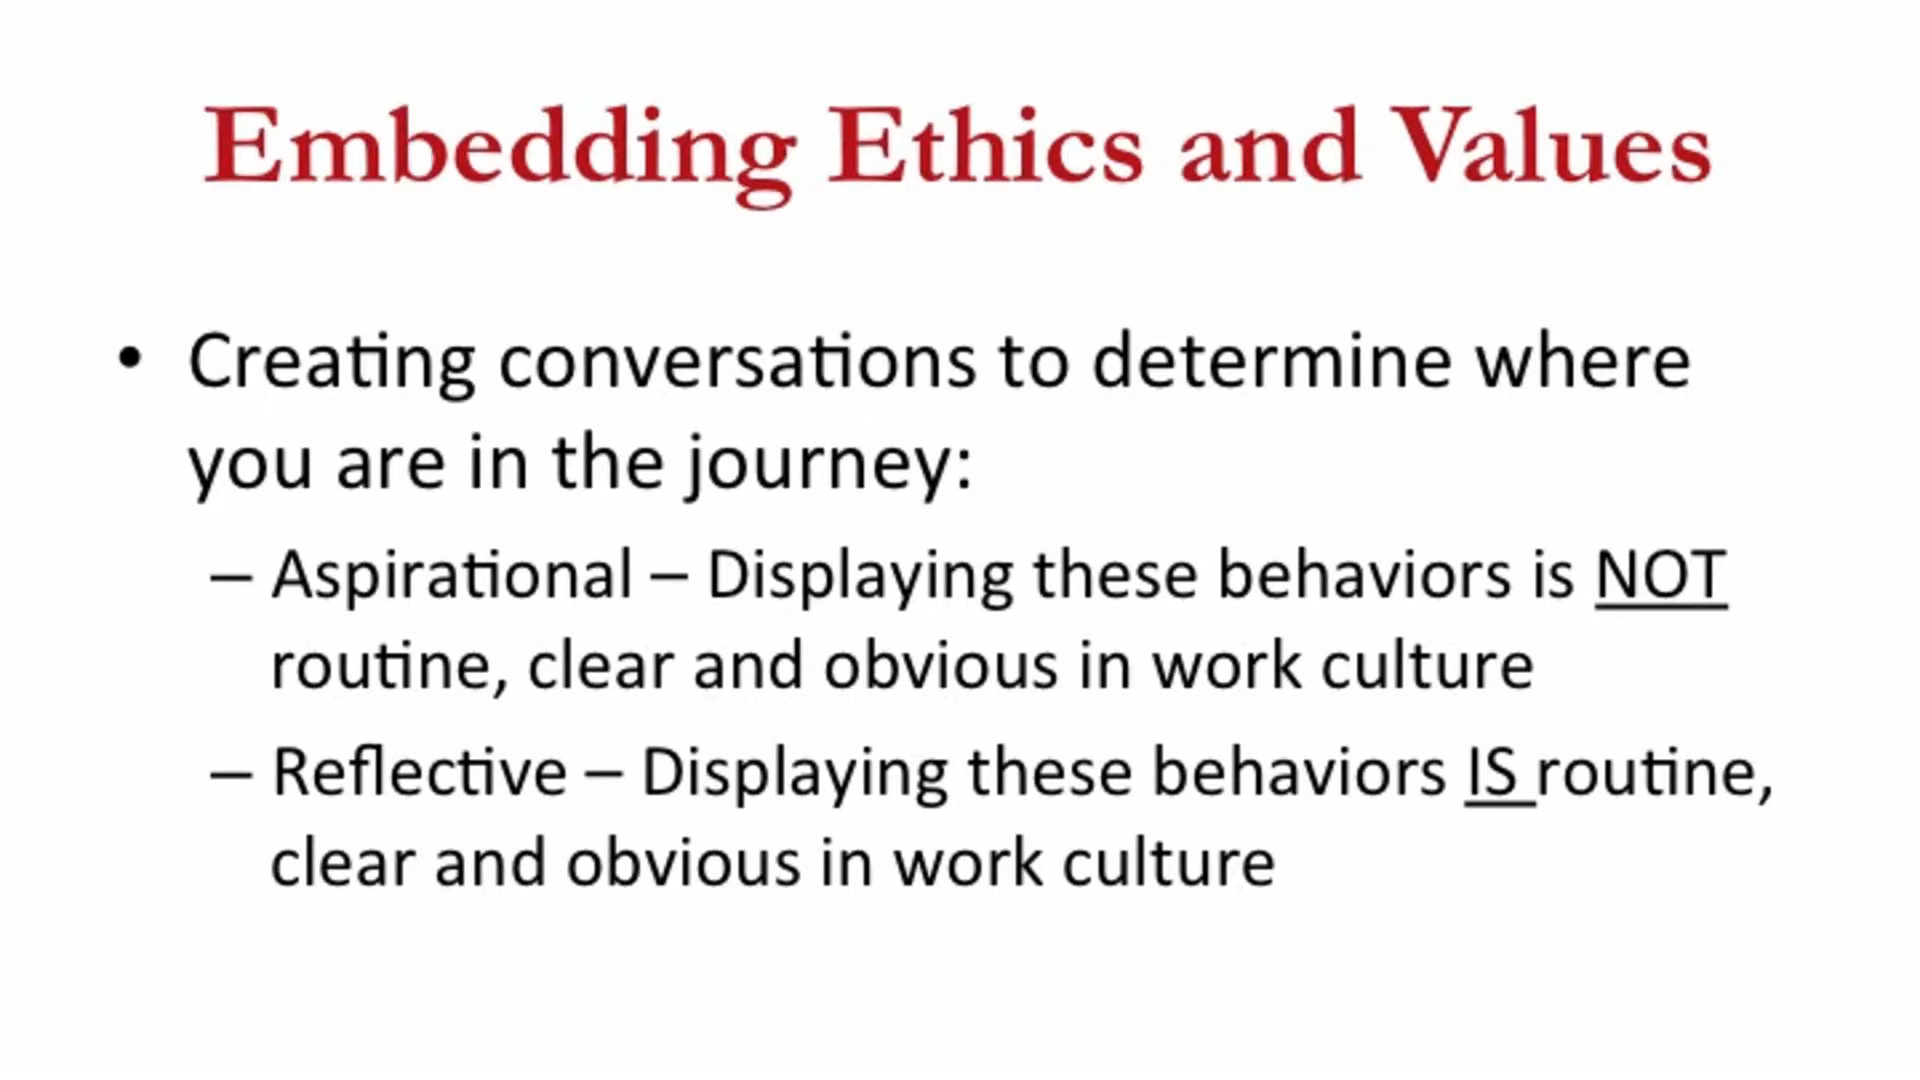 Embedding Ethics and Values
• Creating conversations to determine where
you are in the journey:
– Aspirational – Displaying these behaviors is NOT
routine, clear and obvious in work culture
– Reflective – Displaying these behaviors IS routine,
clear and obvious in work culture